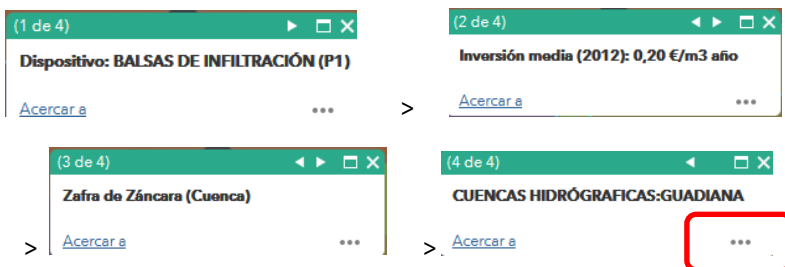 (1 de 4)
Dispositivo: BALSAS DE INFILTRACIÓN (P1)
Acercar a
>
(2 de 4)
Inversión media (2012): 0,20 €/m3 año
Acercar a
>
(3 de 4)
Zafra de Záncara (Cuenca)
Acercar a
>
(4 de 4)
CUENCAS HIDRÓGRAFICAS:GUADIANA
Acercar a